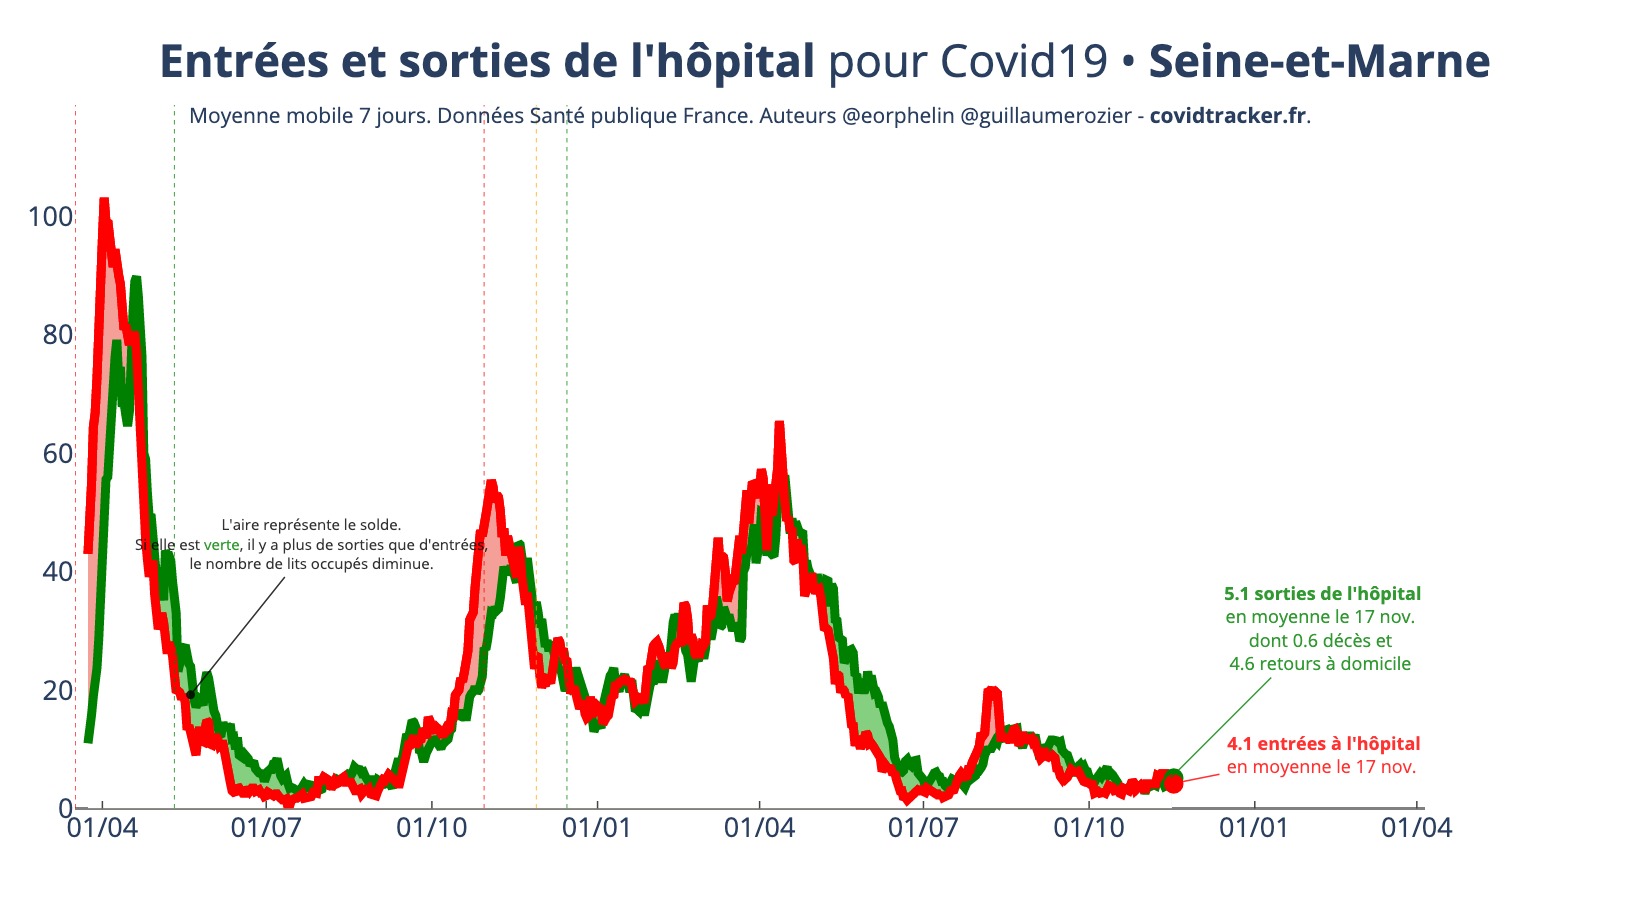 Entrées et sorties de l'hôpital pour Covid19 • Seine-et-Marne
Moyenne mobile 7 jours. Données Santé publique France. Auteurs @eorphelin @guillaumerozier - covidtracker.fr.
100
80
60
40
20
0
L'aire représente le solde.
Si elle est verte, il y a plus de sorties que d'entrées,
le nombre de lits occupés diminue.
5.1 sorties de l'hôpital
en moyenne le 17 nov.
dont 0.6 décès et
4.6 retours à domicile
4.1 entrées à l'hôpital
en moyenne le 17 nov.
01/04 01/07 01/10 01/01 01/04 01/07 01/10 01/01 01/04